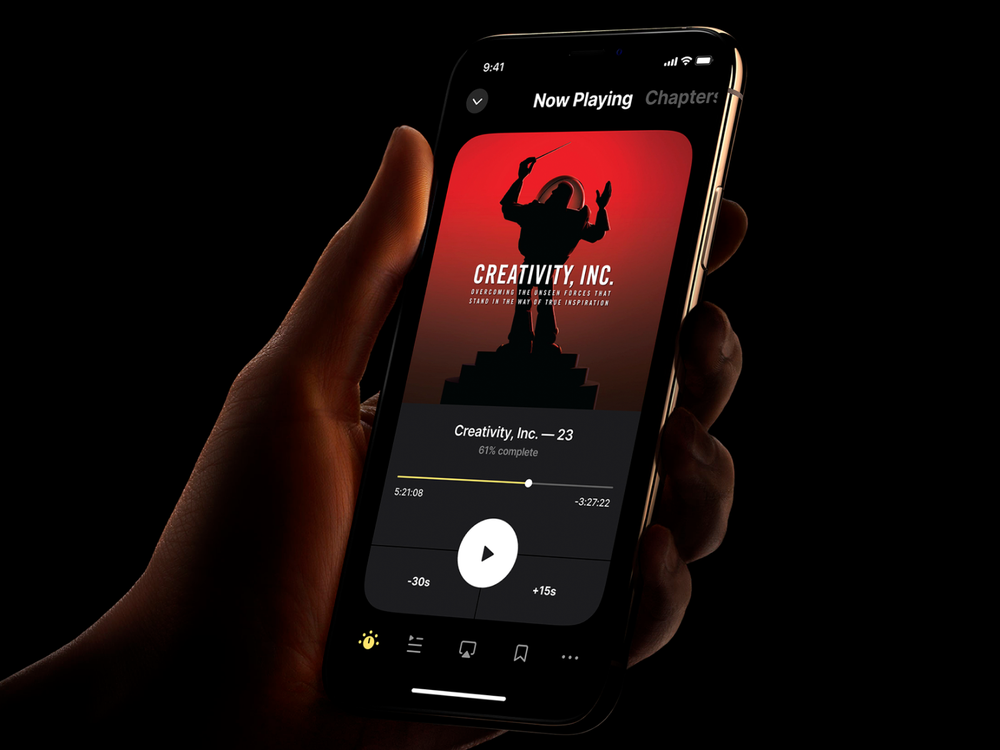 9:41
Now Playing Chapters
CREATIVITY, INC.
OVERCOMING THE UNSEEN FORCES THAT
STAND IN THE WAY OF TRUE INSPIRATION
Creativity, Inc. — 23
61% complete
5:21:08 -3:27:22
-30s +15s